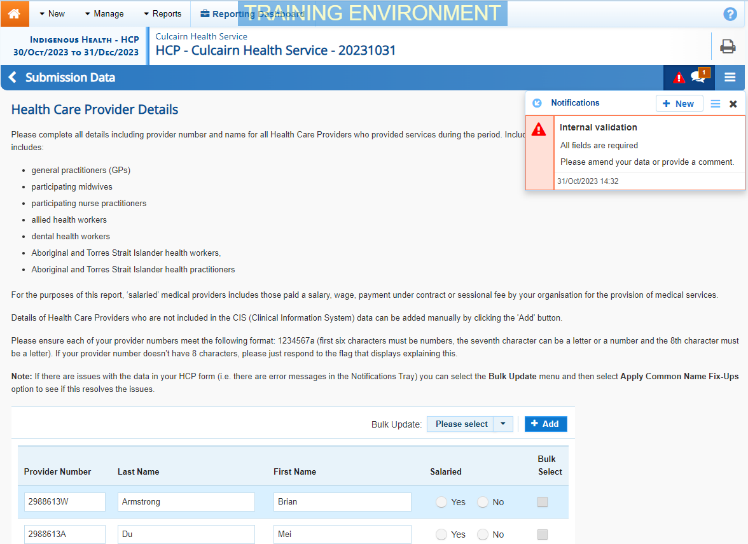 New Manage Reports Reporting Dashboard TRAINING ENVIRONMENT
Indigenous Health - HCP
30/Oct/2023 to 31/Dec/2023
Culcairn Health Service
HCP - Culcairn Health Service - 20231031
Submission Data
1
Notifications
New
Internal validation
All fields are required
Please amend your data or provide a comment.
31/Oct/2023 14:32
Health Care Provider Details
Please complete all details including provider number and name for all Health Care Providers who provided services during the period.
includes:
• general practitioners (GPs)
• participating midwives
• participating nurse practitioners
• allied health workers
• dental health workers
• Aboriginal and Torres Strait Islander health workers,
• Aboriginal and Torres Strait Islander health practitioners
For the purposes of this report, 'salaried' medical providers includes those paid a salary, wage, payment under contract or sessional fee by your organisation for the provision of medical services.
Details of Health Care Providers who are not included in the CIS (Clinical Information System) data can be added manually by clicking the 'Add' button.
Please ensure each of your provider numbers meet the following format: 1234567a (first six characters must be numbers, the seventh character can be a letter or a number and the 8th character must
be a letter). If your provider number doesn't have 8 characters, please just respond to the flag that displays explaining this.
Note: If there are issues with the data in your HCP form (i.e. there are error messages in the Notifications Tray) you can select the Bulk Update menu and then select Apply Common Name Fix-Ups
option to see if this resolves the issues.
Bulk Update: Please select + Add
Provider Number Last Name First Name Salaried Bulk Select
2988613W Armstrong Brian Yes No
2988613A Du Mei Yes No